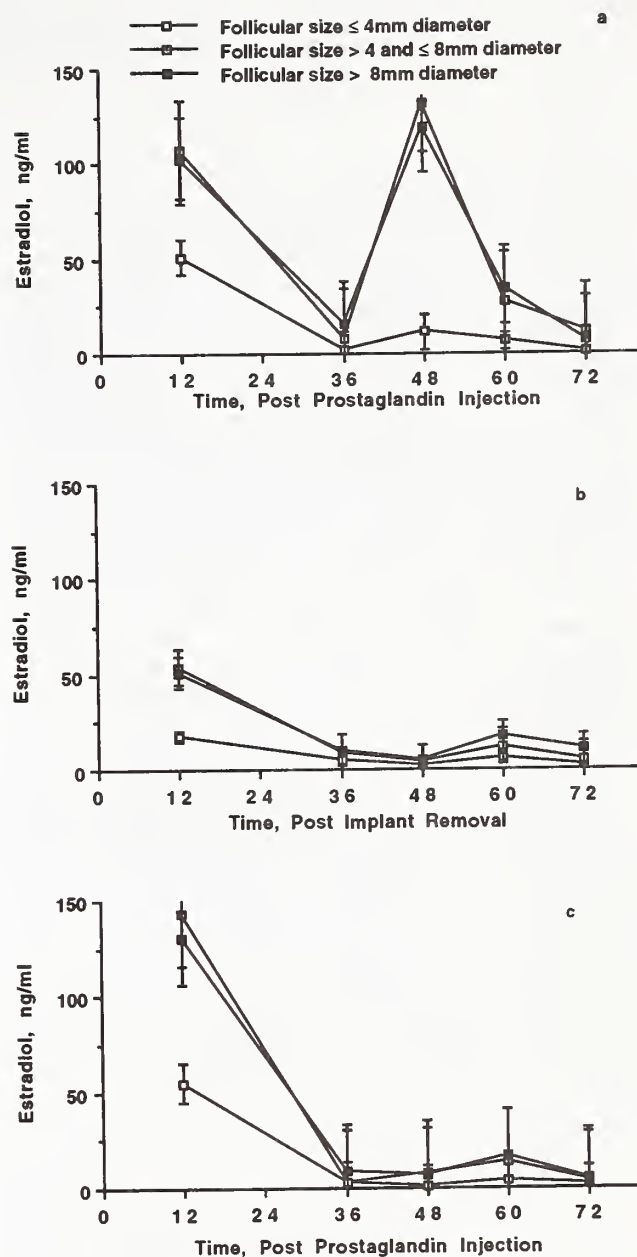 a
Follicular size ≤ 4mm diameter
Follicular size > 4 and ≤ 8mm diameter
Follicular size > 8mm diameter
150
100
50
0
Estradiol, ng/ml
0 12 24 36 48 60 72
Time, Post Prostaglandin Injection
b
150
100
50
0
Estradiol, ng/ml
0 12 24 36 48 60 72
Time, Post Implant Removal
c
150
100
50
0
Estradiol, ng/ml
0 12 24 36 48 60 72
Time, Post Prostaglandin Injection